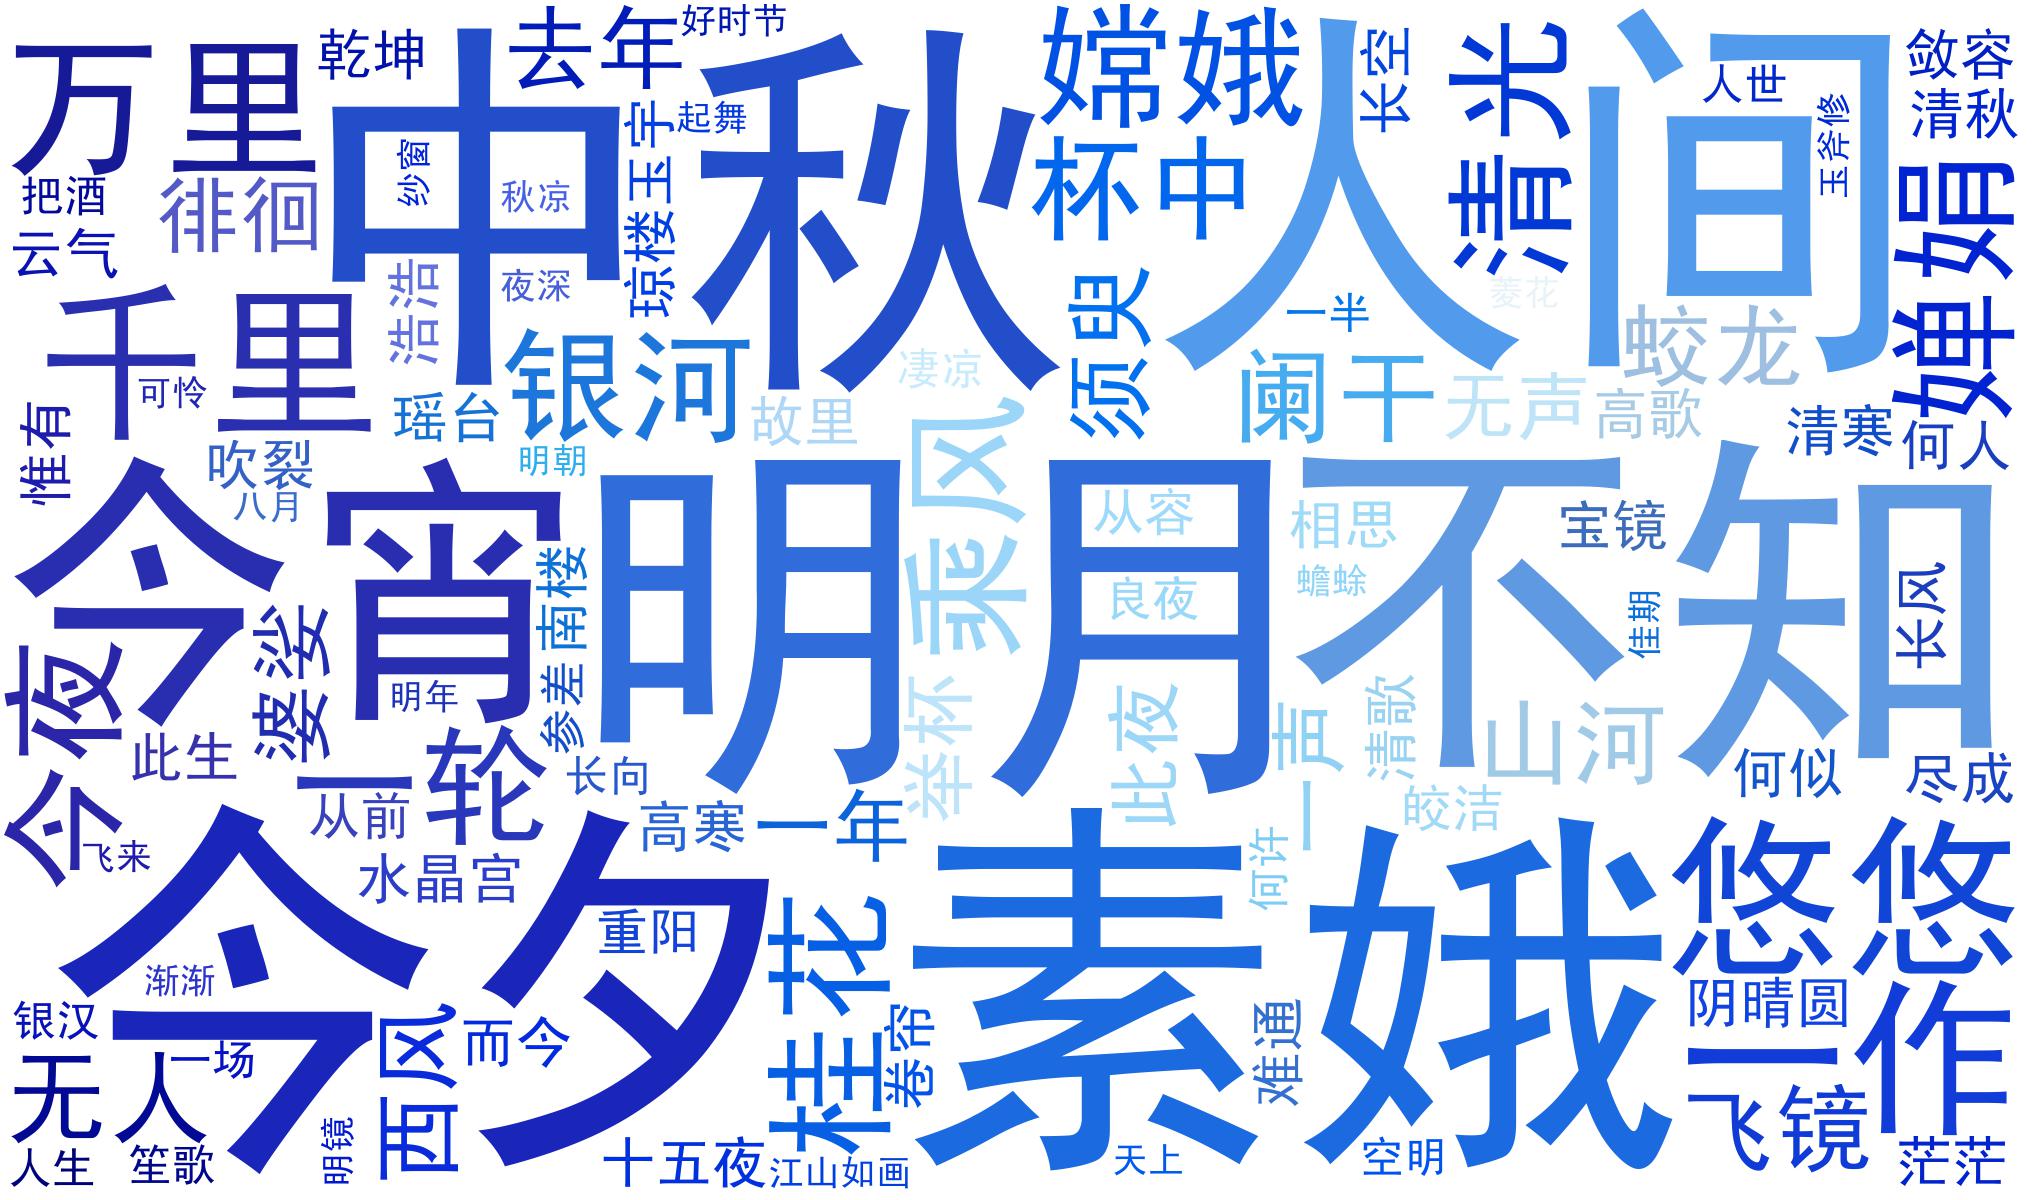 万里
乾坤
去年
好时节
嫦娥
长空
清光
人间
人世
敛容
清秋
中秋
起舞
玉宇
琼楼
杯中
玉斧修
婵娟
把酒
云气
徘徊
纱窗
秋凉
夜深
浩浩
千里
可怜
惟有
瑶台
银河
明朝
故里
凄凉
须臾
一半
菱花
阑干
无声
高歌
蛟龙
清寒
何人
吹裂
八月
今宵
明月
乘风
从容
良夜
相思
蟾蜍
不知
宝镜
佳期
长风
今夜
婆娑
此生
明年
南楼
参差
长向
举杯
此夜
一声
清歌
山河
皎洁
何似
尽成
一轮
从前
飞来
水晶宫
高寒
一年
何许
今夕
重阳
桂花
素娥
悠悠
阴晴圆
渐渐
银汉
一场
无人
西风
而今
卷帘
难通
一作
飞镜
人生
笙歌
明镜
十五夜
江山如画
天上
空明
茫茫